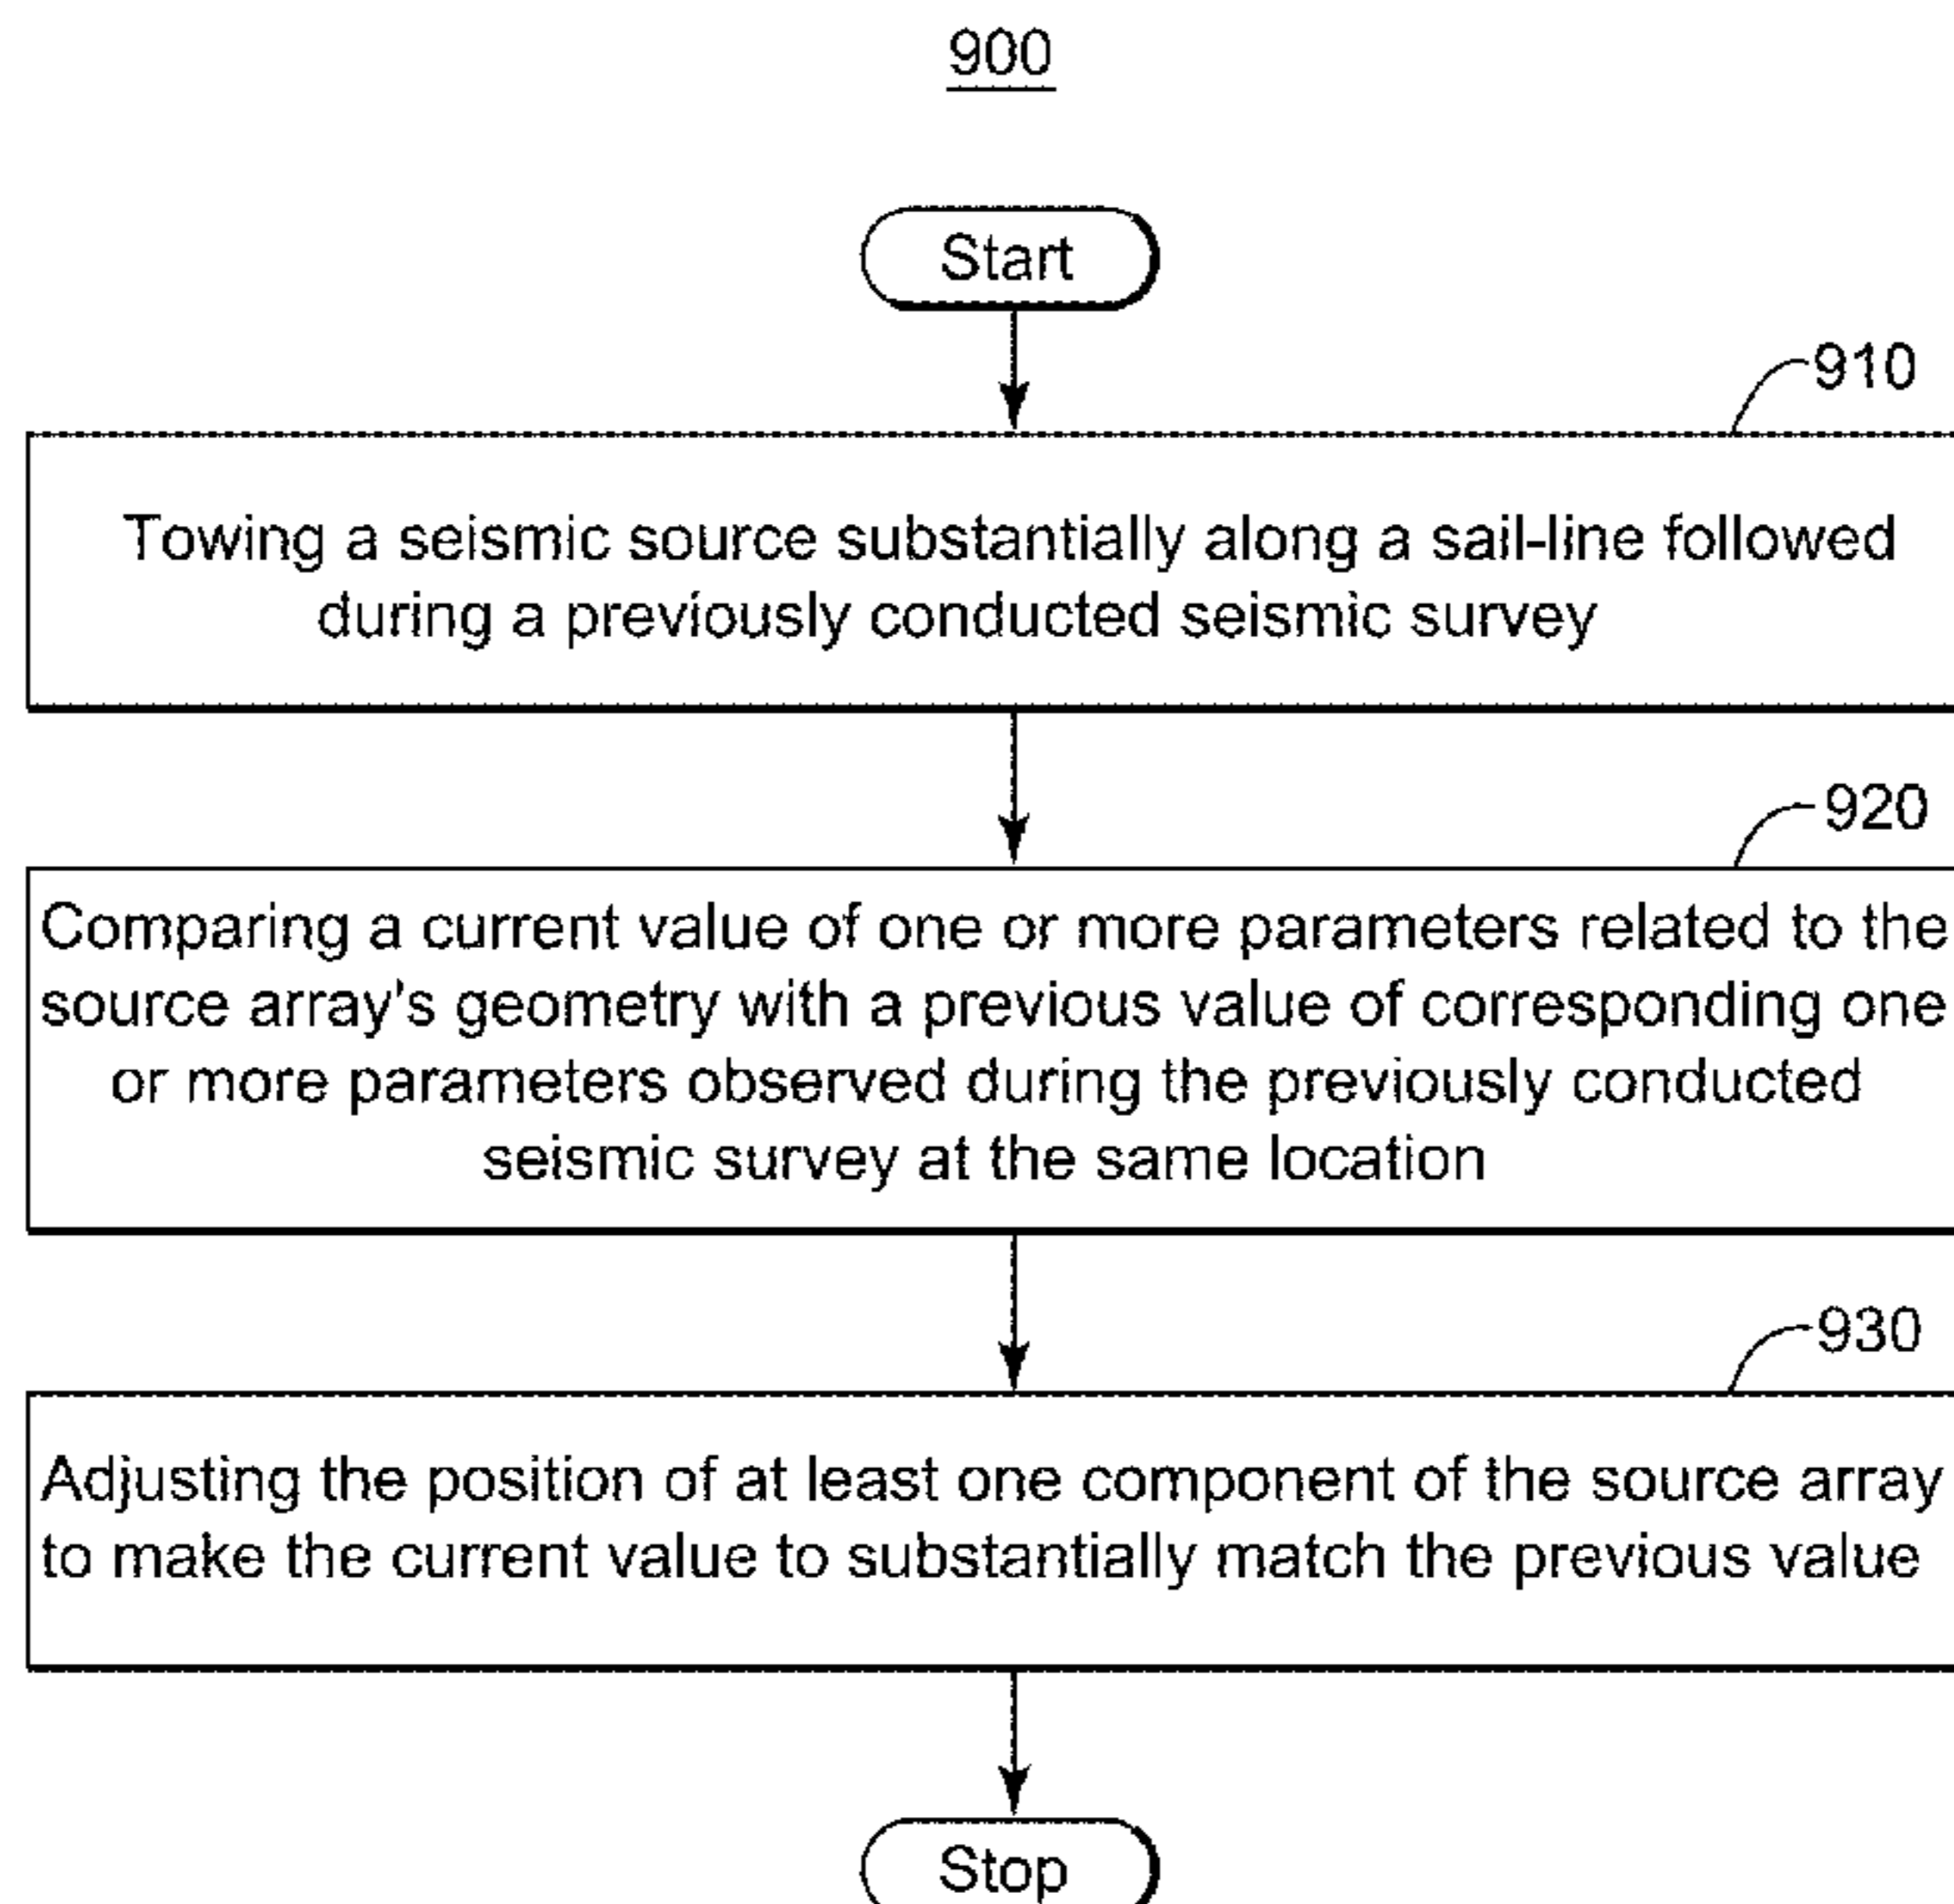 900
Start
910
Towing a seismic source substantially along a sail-line followed
during a previously conducted seismic survey
920
Comparing a current value of one or more parameters related to the
source array's geometry with a previous value of corresponding one
or more parameters observed during the previously conducted
seismic survey at the same location
930
Adjusting the position of at least one component of the source array
to make the current value to substantially match the previous value
Stop